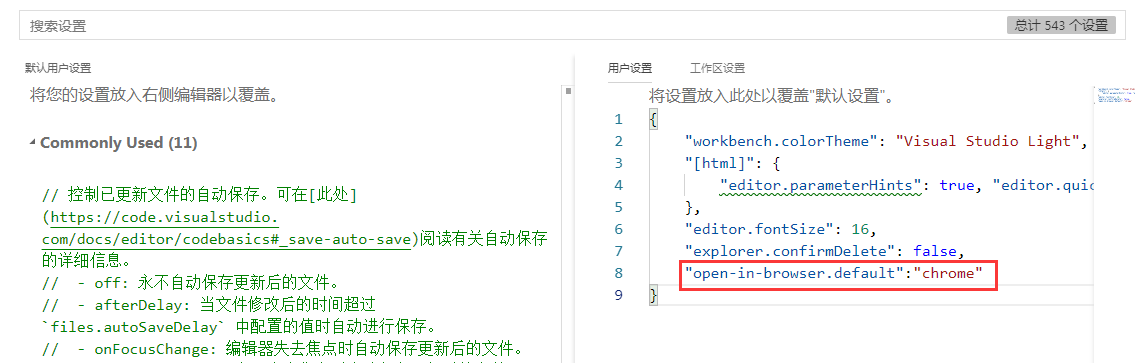 搜索设置
总计 543 个设置
默认用户设置
将您的设置放入右侧编辑器以覆盖。
Commonly Used (11)
// 控制已更新文件的自动保存。可在[此处]
(https://code.visualstudio.
com/docs/editor/codebasics#_save-auto-save)阅读有关自动保存
的详细信息。
//  - off: 永不自动保存更新后的文件。
//  - afterDelay: 当文件修改后的时间超过
`files.autoSaveDelay` 中配置的值时自动进行保存。
//  - onFocusChange: 编辑器失去焦点时自动保存更新后的文件。
用户设置
工作区设置
将设置放入此处以覆盖"默认设置"。
1 {
2 "workbench.colorTheme": "Visual Studio Light",
3 "[html]": {
4 "editor.parameterHints": true, "editor.quic
5 },
6 "editor.fontSize": 16,
7 "explorer.confirmDelete": false,
8 "open-in-browser.default":"chrome"
9 }